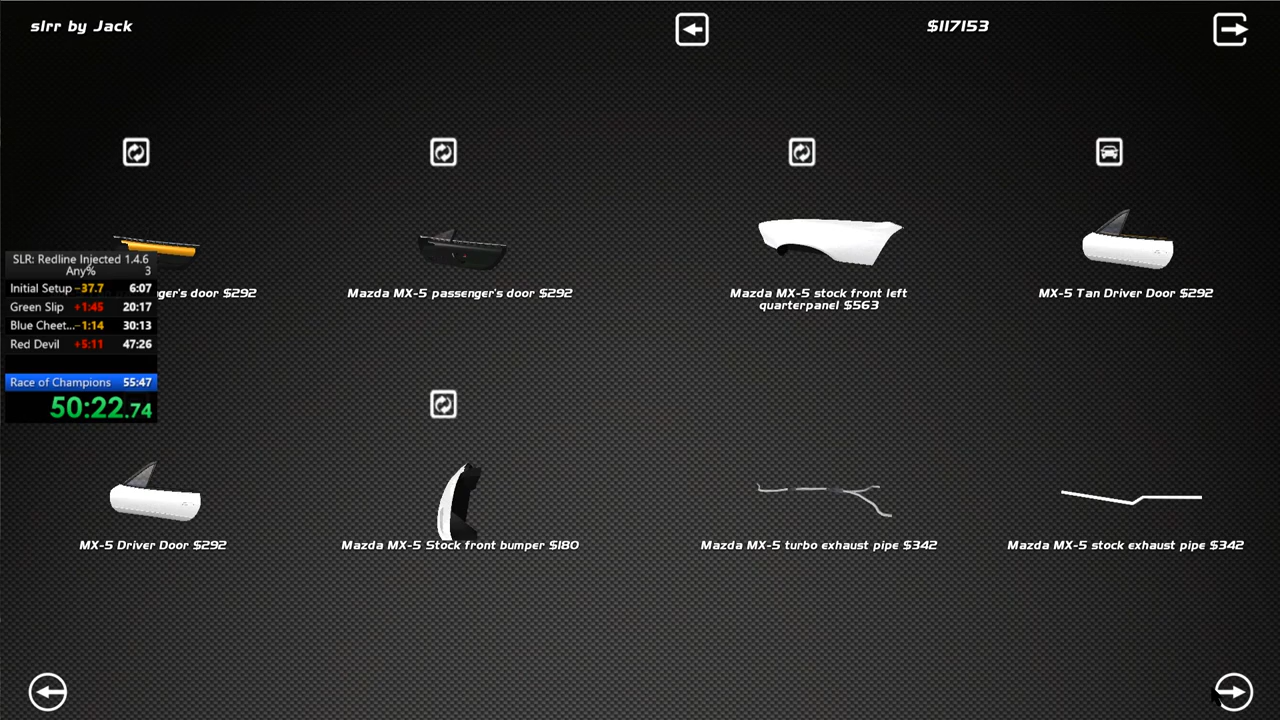 slrr by Jack
$117153
SLR: Redline Injected 1.4.6
Any% 3
Initial Setup −37.7 6:07
Green Slip +1:45 20:17
Blue Cheet... −1:14 30:13
Red Devil +5:11 47:26
Race of Champions 55:47
50:22.74
ger's door $292
Mazda MX-5 passenger's door $292
Mazda MX-5 stock front left
quarterpanel $563
MX-5 Tan Driver Door $292
MX-5 Driver Door $292
Mazda MX-5 Stock front bumper $180
Mazda MX-5 turbo exhaust pipe $342
Mazda MX-5 stock exhaust pipe $342